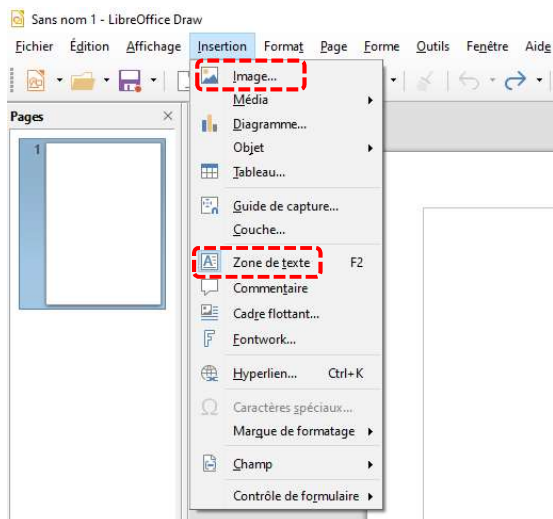 Sans nom 1 - LibreOffice Draw
Fichier Édition Affichage Insertion Format Page Forme Outils Fenêtre Aide
Image...
Média
Pages
Diagramme...
1
Objet
Tableau...
Guide de capture...
Couche...
Zone de texte F2
Commentaire
Cadre flottant...
Fontwork...
Hyperlien... Ctrl+K
Caractères spéciaux...
Marque de formatage
Champ
Contrôle de formulaire